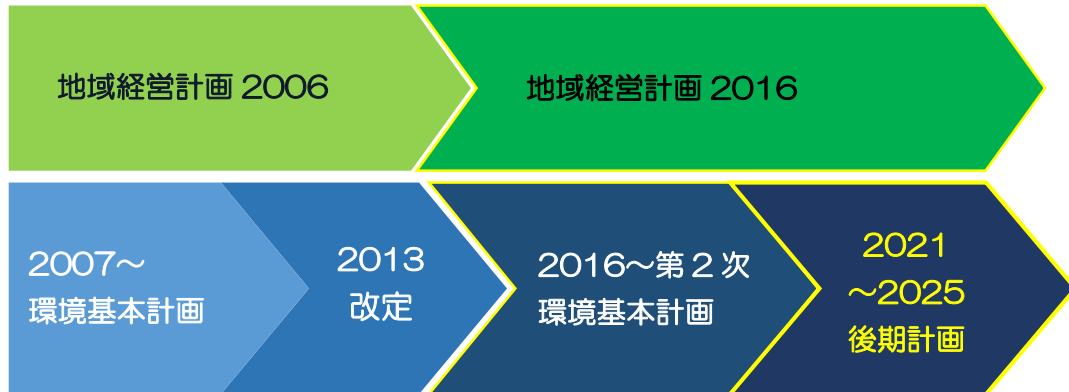 地域経営計画 2006
地域経営計画 2016
2007～
環境基本計画
2013
改定
2016～第 2 次
環境基本計画
2021
～2025
後期計画